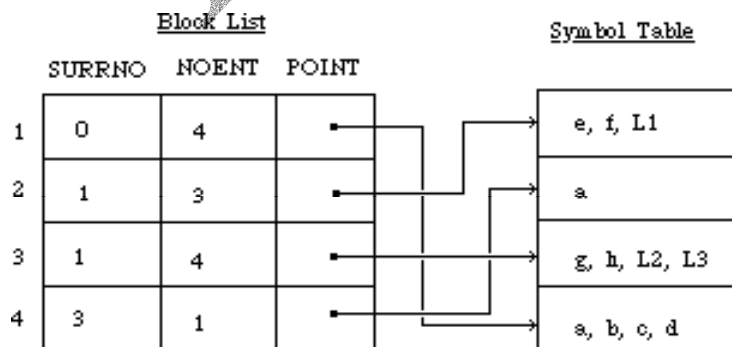 Block List
Symbol Table
SURRNO NOENT POINT
1 0 4
e, f, L1
2 1 3
a
3 1 4
g, h, L2, L3
4 3 1
a, b, c, d